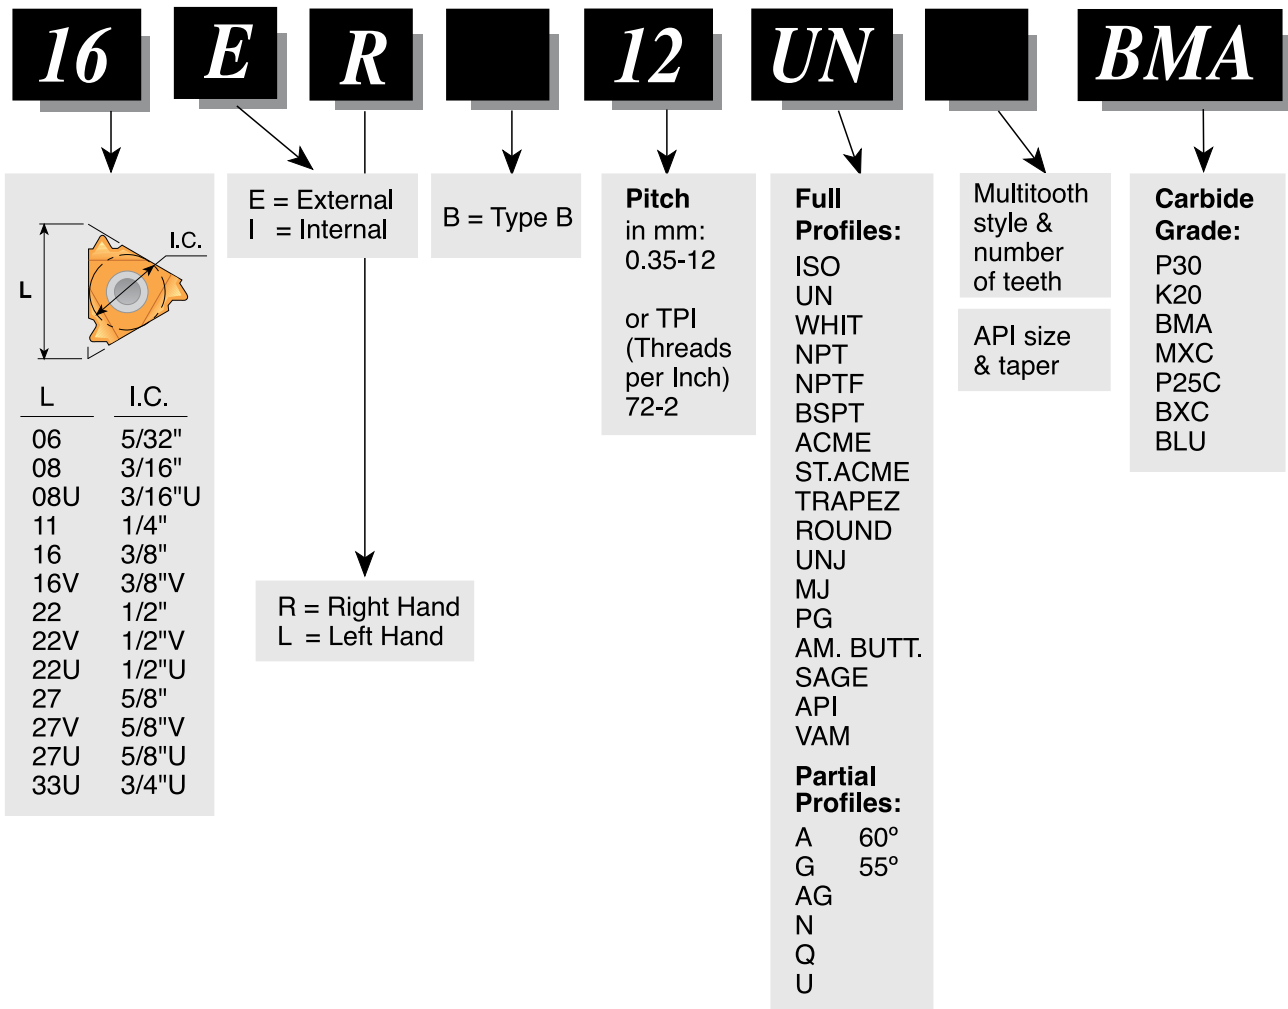 16 E R 12 UN BMA
I.C.
L
L I.C.
06 5/32"
08 3/16"
08U 3/16"U
11 1/4"
16 3/8"
16V 3/8"V
22 1/2"
22V 1/2"V
22U 1/2"U
27 5/8"
27V 5/8"V
27U 5/8"U
33U 3/4"U
E = External
I = Internal
R = Right Hand
L = Left Hand
B = Type B
Pitch
in mm:
0.35-12
or TPI
(Threads
per Inch)
72-2
Full
Profiles:
ISO
UN
WHIT
NPT
NPTF
BSPT
ACME
ST.ACME
TRAPEZ
ROUND
UNJ
MJ
PG
AM. BUTT.
SAGE
API
VAM
Partial
Profiles:
A 60º
G 55º
AG
N
Q
U
Multitooth
style &
number
of teeth
API size
& taper
Carbide
Grade:
P30
K20
BMA
MXC
P25C
BXC
BLU